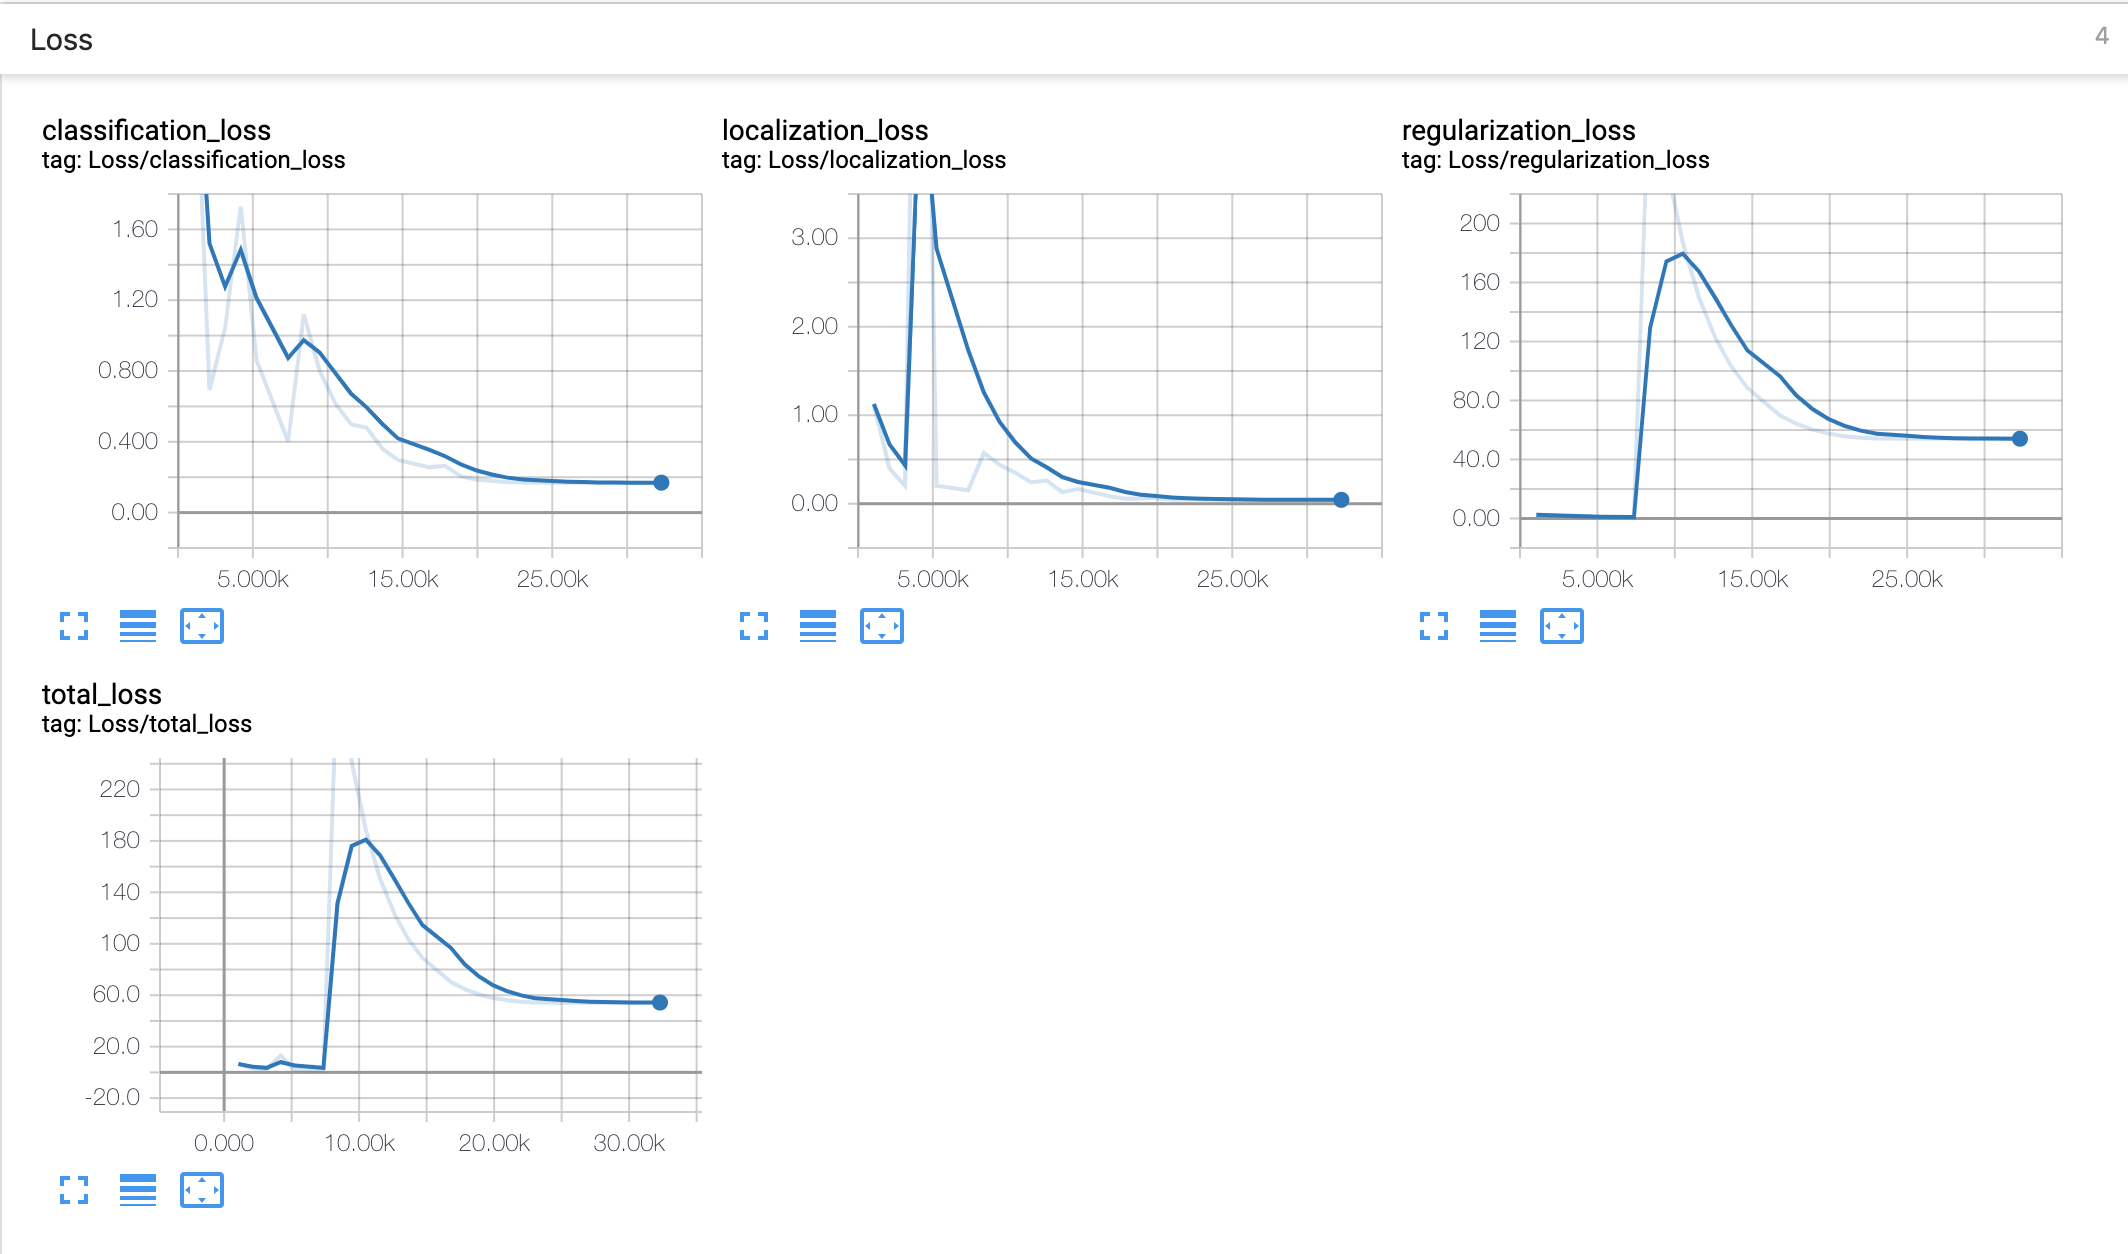 Loss
4
classification_loss
tag: Loss/classification_loss
1.60
1.20
0.800
0.400
0.00
5.000k 15.00k 25.00k
localization_loss
tag: Loss/localization_loss
3.00
2.00
1.00
0.00
5.000k 15.00k 25.00k
regularization_loss
tag: Loss/regularization_loss
200
160
120
80.0
40.0
0.00
5.000k 15.00k 25.00k
total_loss
tag: Loss/total_loss
220
180
140
100
60.0
20.0
-20.0
0.000 10.00k 20.00k 30.00k